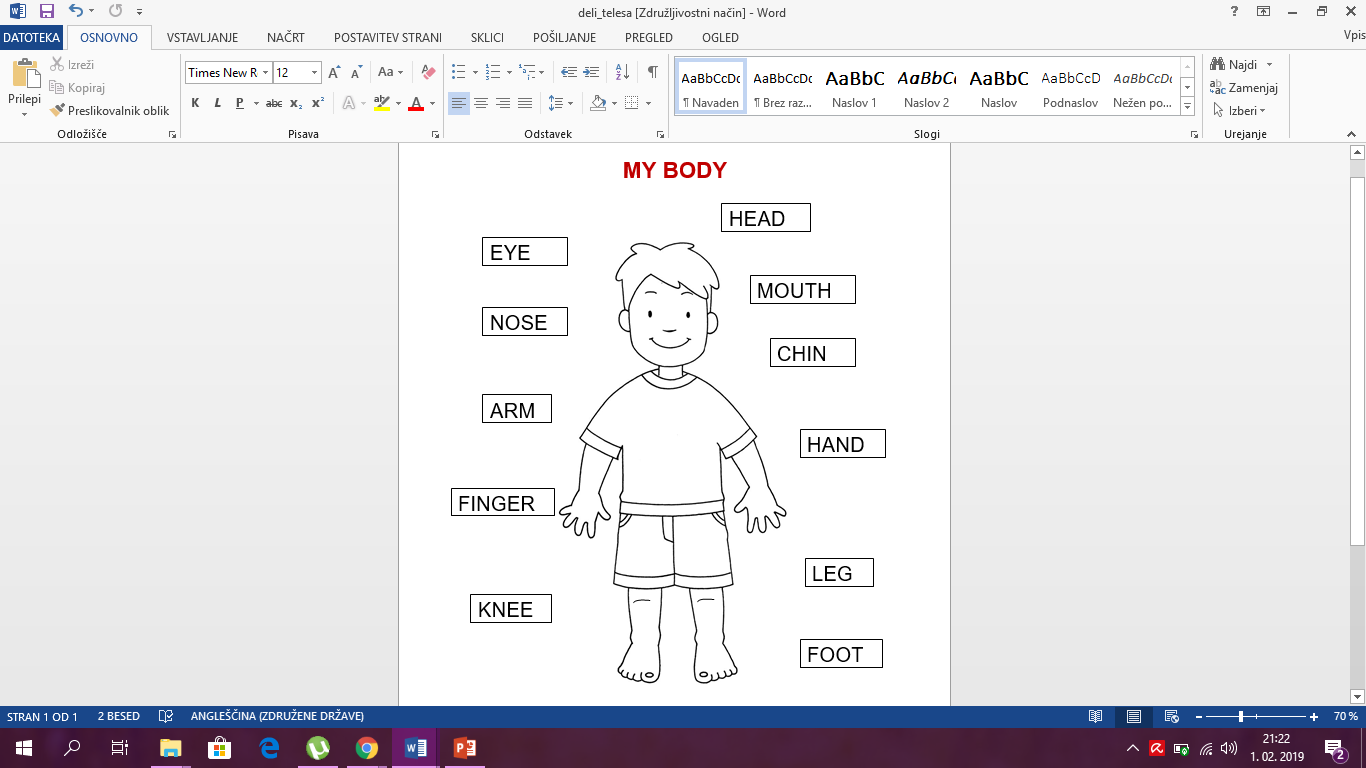 deli_telesa [Združljivostni način] - Word
?
Vpis
DATOTEKA OSNOVNO VSTAVLJANJE NAČRT POSTAVITEV STRANI SKLICI POŠILJANJE PREGLED OGLED
Prilepi
Izreži
Kopiraj
Preslikovalnik oblik
Odložišče
Times New R 12 Aa
K L P abc x₂ x² A ab A
Pisava
Odstavek
AaBbCcDc AaBbCcDc AaBbC AaBbCc AaBbC AaBbCcD AaBbCcDc
¶ Navaden ¶ Brez raz... Naslov 1 Naslov 2 Naslov Podnaslov Nežen po...
Slogi
Najdi
Zamenjaj
Izberi
Urejanje
MY BODY
HEAD
EYE
MOUTH
NOSE
CHIN
ARM
HAND
FINGER
LEG
KNEE
FOOT
STRAN 1 OD 1 2 BESED ANGLEŠČINA (ZDRUŽENE DRŽAVE) 70 %
21:22
1. 02. 2019
2